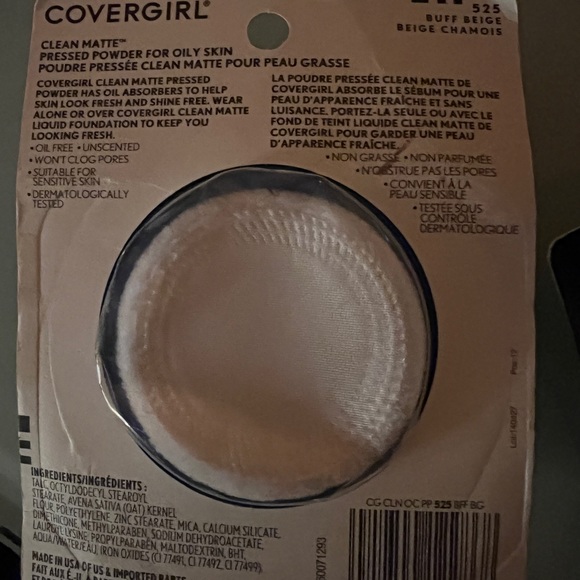 COVERGIRL®
525
BUFF BEIGE
BEIGE CHAMOIS
CLEAN MATTE™
PRESSED POWDER FOR OILY SKIN
POUDRE PRESSÉE CLEAN MATTE POUR PEAU GRASSE
COVERGIRL CLEAN MATTE PRESSED
POWDER HAS OIL ABSORBERS TO HELP
SKIN LOOK FRESH AND SHINE FREE. WEAR
ALONE OR OVER COVERGIRL CLEAN MATTE
LIQUID FOUNDATION TO KEEP YOU
LOOKING FRESH.
• OIL FREE • UNSCENTED
• WON'T CLOG PORES
• SUITABLE FOR
SENSITIVE SKIN
• DERMATOLOGICALLY
TESTED
LA POUDRE PRESSÉE CLEAN MATTE DE
COVERGIRL ABSORBE LE SÉBUM POUR UNE
PEAU D'APPARENCE FRAÎCHE ET SANS
LUISANCE. PORTEZ-LA SEULE OU AVEC LE
FOND DE TEINT LIQUIDE CLEAN MATTE DE
COVERGIRL POUR GARDER UNE PEAU
D'APPARENCE FRAÎCHE.
• NON GRASSE • NON PARFUMÉE
• N'OBSTRUE PAS LES PORES
• CONVIENT À LA
PEAU SENSIBLE
• TESTÉE SOUS
CONTRÔLE
DERMATOLOGIQUE
INGREDIENTS/INGRÉDIENTS :
TALC, OCTYLDODECYL STEAROYL
STEARATE, AVENA SATIVA (OAT) KERNEL
FLOUR, POLYETHYLENE, ZINC STEARATE, MICA, CALCIUM SILICATE,
DIMETHICONE, METHYLPARABEN, SODIUM DEHYDROACETATE,
LAUROYL LYSINE, PROPYLPARABEN, MALTODEXTRIN, BHT,
AQUA/WATER/EAU, IRON OXIDES (CI 77491, CI 77492, CI 77499).
MADE IN US OF US & IMPORTED PARTS
FAIT AUX É.-U. À
CG CLN OC PP 525 BFF BG